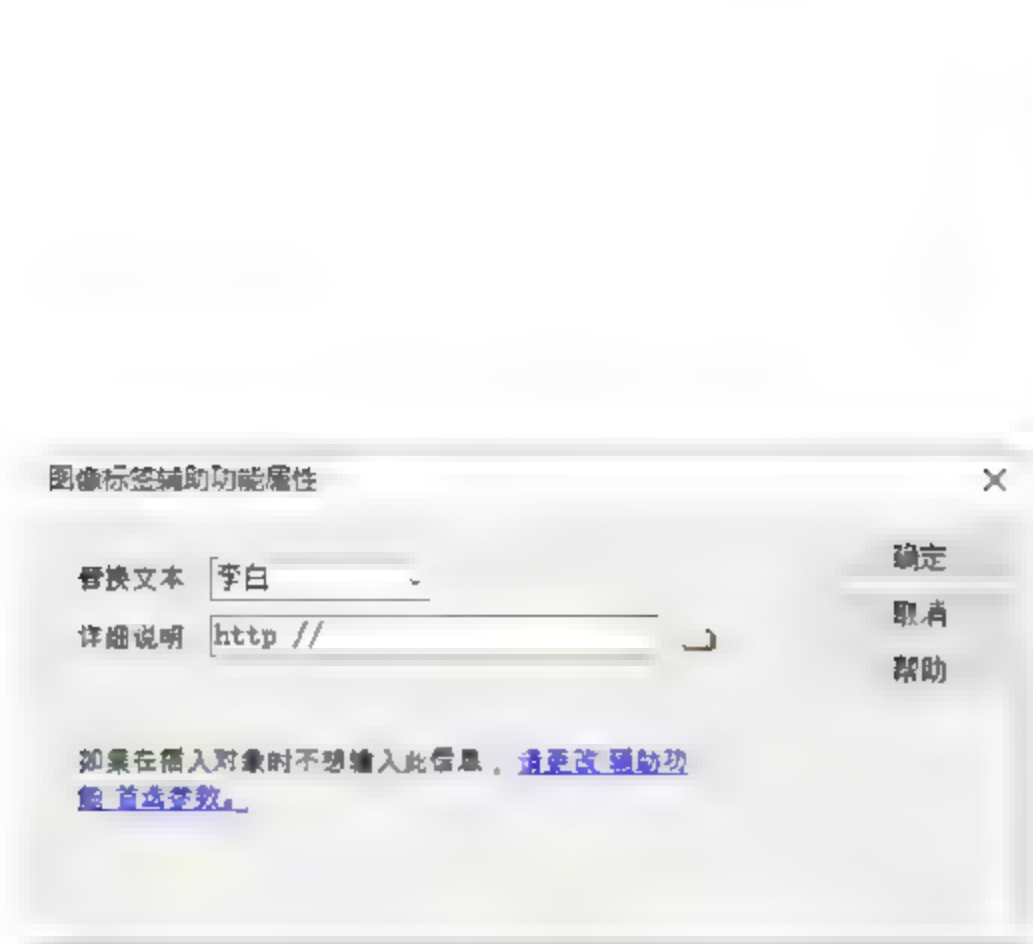 图像标签辅助功能属性
替换文本 李白
确定
详细说明 http //
取消
帮助
如果在插入对象时不想输入此信息，请更改 辅助功
能 首选参数。